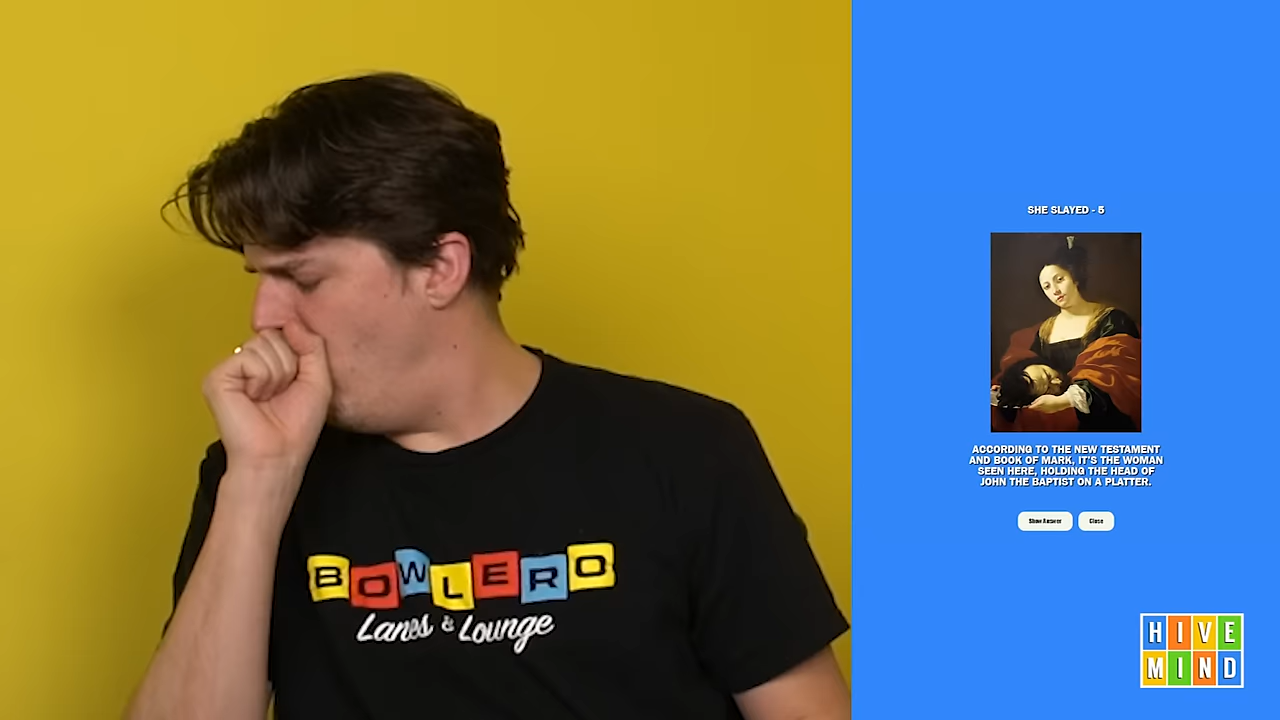 SHE SLAYED - 5
ACCORDING TO THE NEW TESTAMENT
AND BOOK OF MARK, IT'S THE WOMAN
SEEN HERE, HOLDING THE HEAD OF
JOHN THE BAPTIST ON A PLATTER.
Show Answer
Close
BOWLERO
Lanes & Lounge
HIVE
MIND